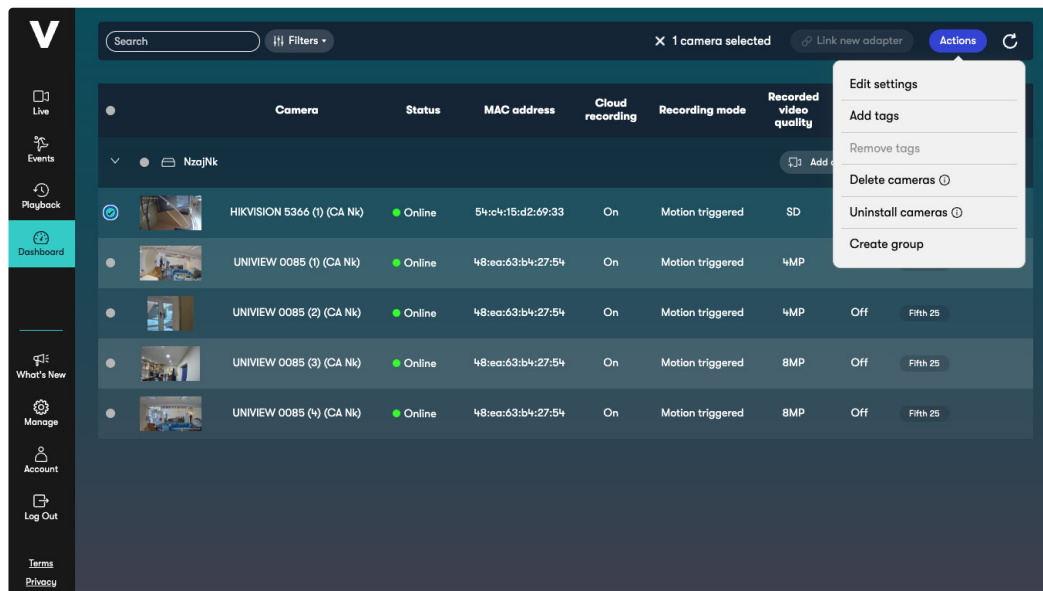 V
Search
Filters
1 camera selected
Link new adapter
Actions
Edit settings
Add tags
Remove tags
Delete cameras
Uninstall cameras
Create group
Live
Events
Playback
Dashboard
What's New
Manage
Account
Log Out
Terms
Privacy
Camera Status MAC address Cloud recording Recording mode Recorded video quality
NzajNk
Add
HIKVISION 5366 (1) (CA Nk) Online 54:c4:15:d2:69:33 On Motion triggered SD
UNIVIEW 0085 (1) (CA Nk) Online 48:ea:63:b4:27:54 On Motion triggered 4MP
UNIVIEW 0085 (2) (CA Nk) Online 48:ea:63:b4:27:54 On Motion triggered 4MP Off Fifth 25
UNIVIEW 0085 (3) (CA Nk) Online 48:ea:63:b4:27:54 On Motion triggered 8MP Off Fifth 25
UNIVIEW 0085 (4) (CA Nk) Online 48:ea:63:b4:27:54 On Motion triggered 8MP Off Fifth 25